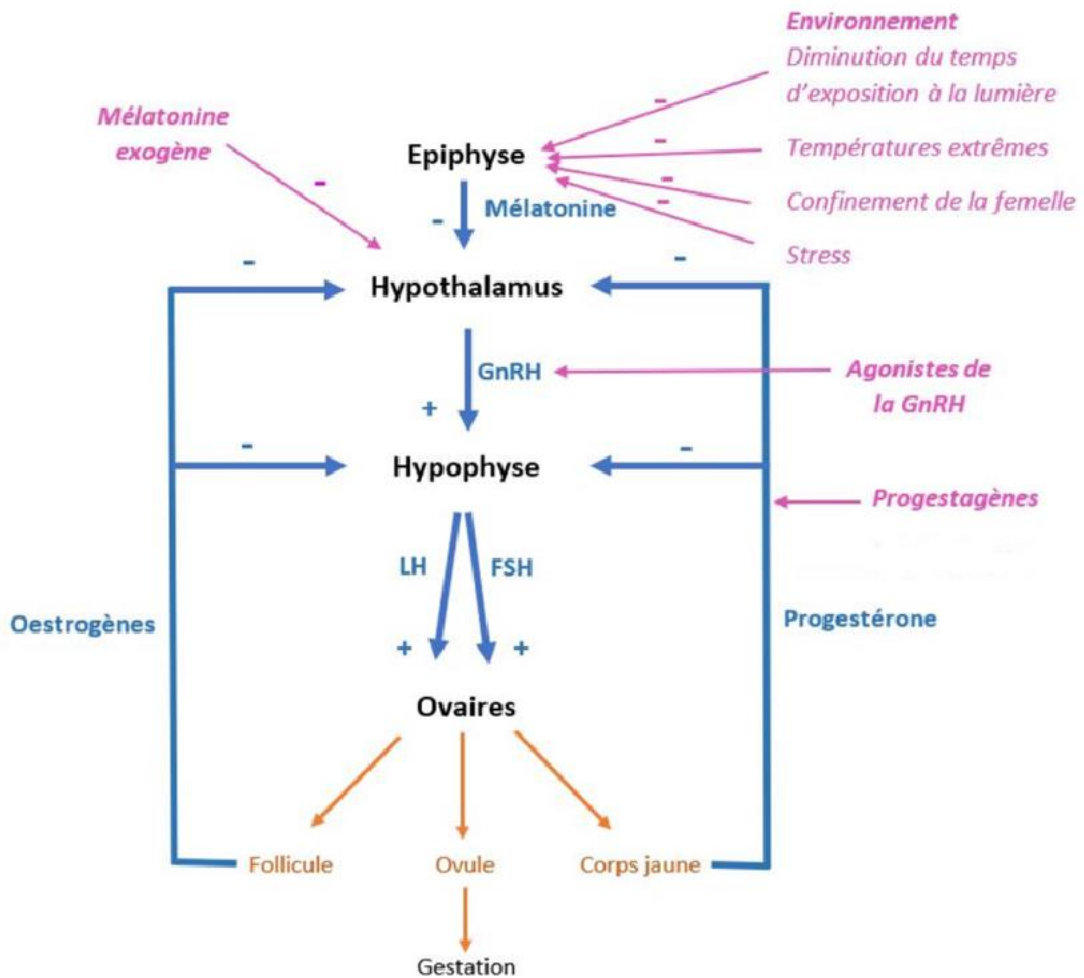 Environnement
Diminution du temps
d'exposition à la lumière
-
Mélatonine
exogène
-
Epiphyse
-
Températures extrêmes
-
Mélatonine
-
-
Confinement de la femelle
Stress
-
Hypothalamus
-
GnRH
+
Agonistes de
la GnRH
-
Hypophyse
-
Progestagènes
LH
FSH
Oestrogènes
Progestérone
+
+
Ovaires
Follicule
Ovule
Corps jaune
Gestation